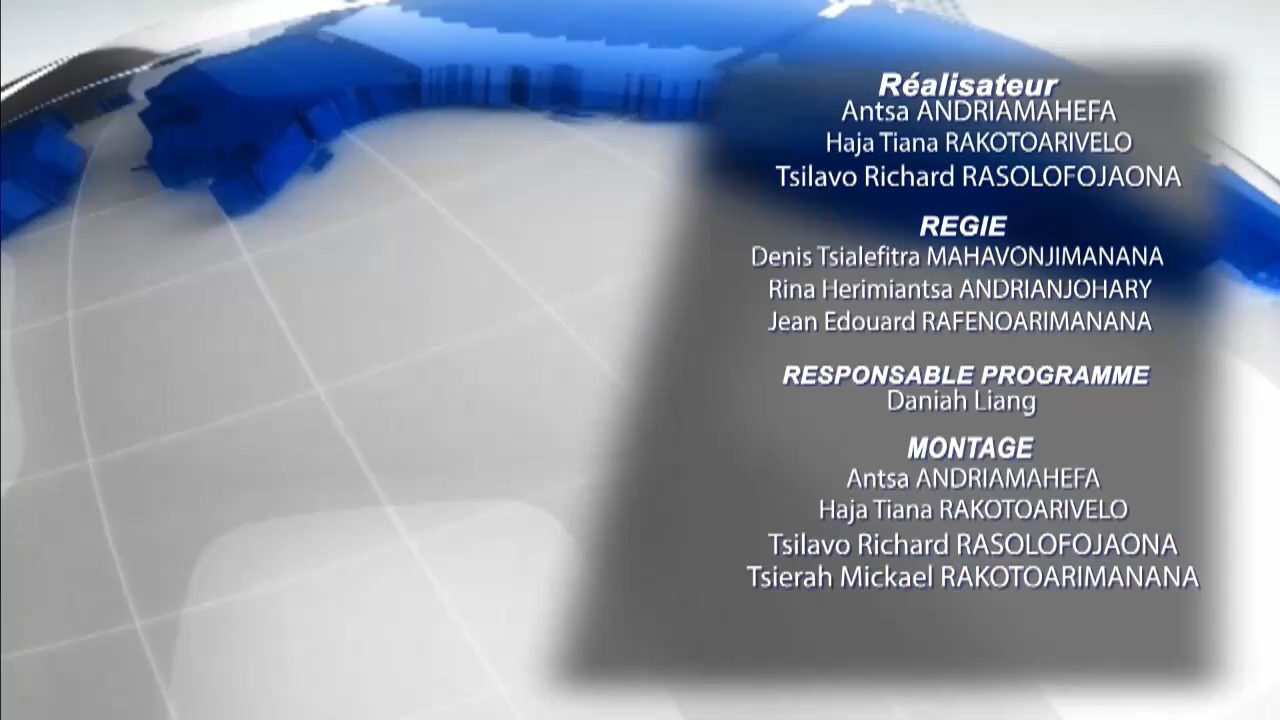 Réalisateur
Antsa ANDRIAMAHEFA
Haja Tiana RAKOTOARIVELO
Tsilavo Richard RASOLOFOJAONA
REGIE
Denis Tsialefitra MAHAVONJIMANANA
Rina Herimiantsa ANDRIANJOHARY
Jean Edouard RAFENOARIMANANA
RESPONSABLE PROGRAMME
Daniah Liang
MONTAGE
Antsa ANDRIAMAHEFA
Haja Tiana RAKOTOARIVELO
Tsilavo Richard RASOLOFOJAONA
Tsierah Mickael RAKOTOARIMANANA